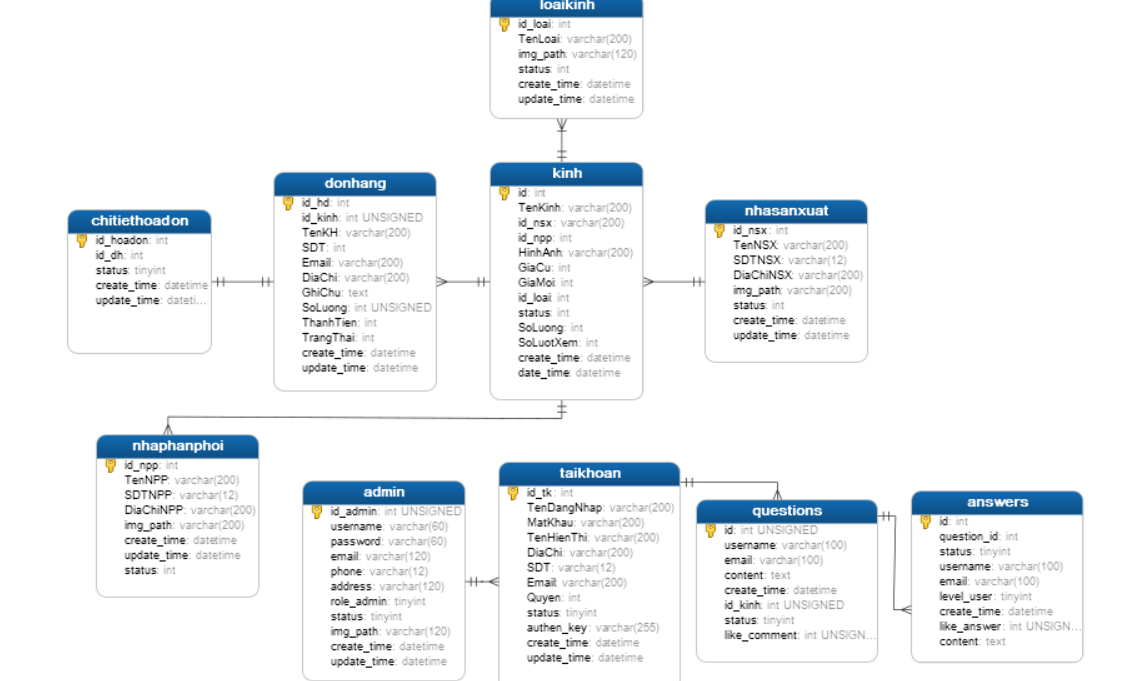 loaikinh
id_loai: int
TenLoai: varchar(200)
img_path: varchar(120)
status: int
create_time: datetime
update_time: datetime
kinh
id: int
TenKinh: varchar(200)
id_nsx: varchar(200)
id_npp: int
HinhAnh: varchar(200)
GiaCu: int
GiaMoi: int
id_loai: int
status: int
SoLuong: int
SoLuotXem: int
create_time: datetime
date_time: datetime
donhang
id_hd: int
id_kinh: int UNSIGNED
TenKH: varchar(200)
SDT: int
Email: varchar(200)
DiaChi: varchar(200)
GhiChu: text
SoLuong: int UNSIGNED
ThanhTien: int
TrangThai: int
create_time: datetime
update_time: datetime
chitiethoadon
id_hoadon: int
id_dh: int
status: tinyint
create_time: datetime
update_time: dateti...
nhasanxuat
id_nsx: int
TenNSX: varchar(200)
SDTNSX: varchar(12)
DiaChiNSX: varchar(200)
img_path: varchar(200)
status: int
create_time: datetime
update_time: datetime
nhaphanphoi
id_npp: int
TenNPP: varchar(200)
SDTNPP: varchar(12)
DiaChiNPP: varchar(200)
img_path: varchar(200)
create_time: datetime
update_time: datetime
status: int
admin
id_admin: int UNSIGNED
username: varchar(60)
password: varchar(60)
email: varchar(120)
phone: varchar(12)
address: varchar(120)
role_admin: tinyint
status: tinyint
img_path: varchar(120)
create_time: datetime
update_time: datetime
taikhoan
id_tk: int
TenDangNhap: varchar(200)
MatKhau: varchar(200)
TenHienThi: varchar(200)
DiaChi: varchar(200)
SDT: varchar(12)
Email: varchar(200)
Quyen: int
status: tinyint
authen_key: varchar(255)
create_time: datetime
update_time: datetime
questions
id: int UNSIGNED
username: varchar(100)
email: varchar(100)
content: text
create_time: datetime
id_kinh: int UNSIGNED
status: tinyint
like_comment: int UNSIGN...
answers
id: int
question_id: int
status: tinyint
username: varchar(100)
email: varchar(100)
level_user: tinyint
create_time: datetime
like_answer: int UNSIGN...
content: text